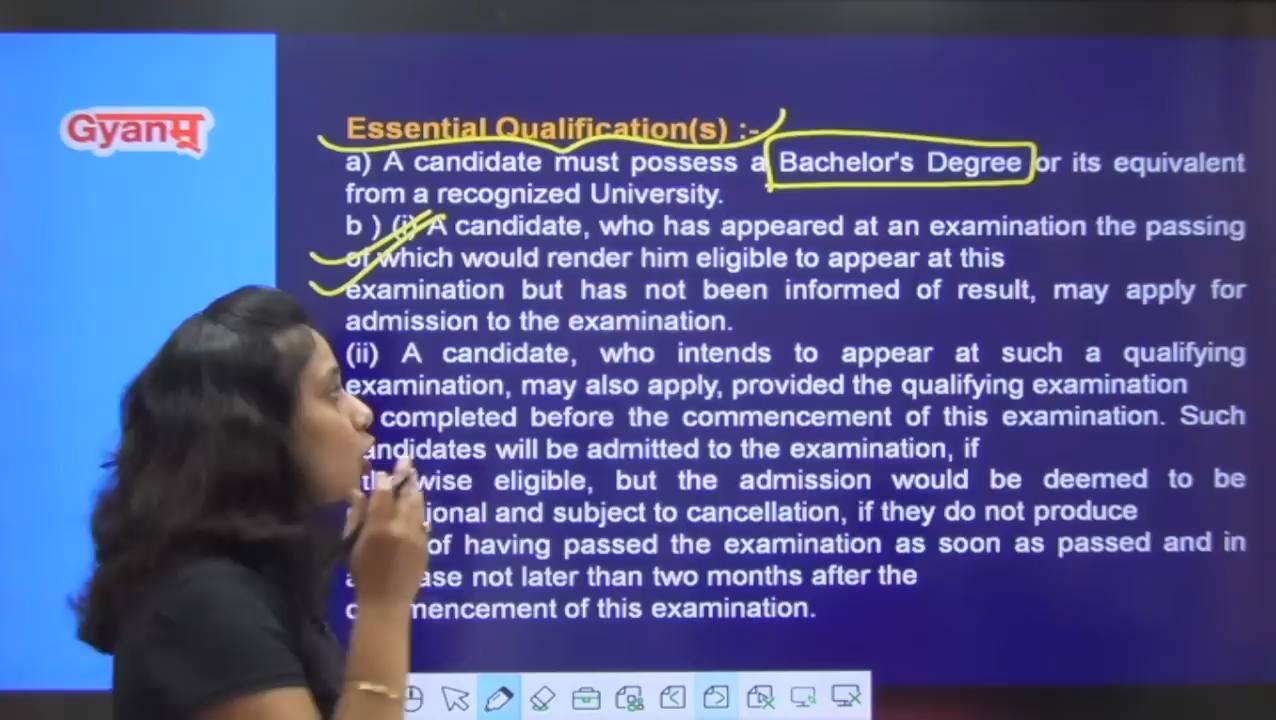 Gyanम्
Essential Qualification(s) :-
a) A candidate must possess a Bachelor's Degree or its equivalent
from a recognized University.
b ) (i) A candidate, who has appeared at an examination the passing
of which would render him eligible to appear at this
examination but has not been informed of result, may apply for
admission to the examination.
(ii) A candidate, who intends to appear at such a qualifying
examination, may also apply, provided the qualifying examination
completed before the commencement of this examination. Such
candidates will be admitted to the examination, if
eligible, but the admission would be deemed to be
and subject to cancellation, if they do not produce
of having passed the examination as soon as passed and in
not later than two months after the
commencement of this examination.